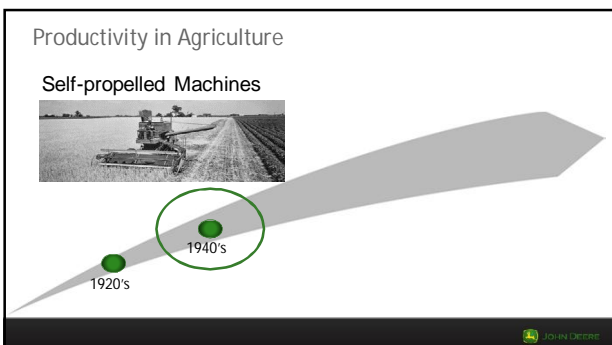 Productivity in Agriculture
Self-propelled Machines
1940's
1920's
JOHN DEERE